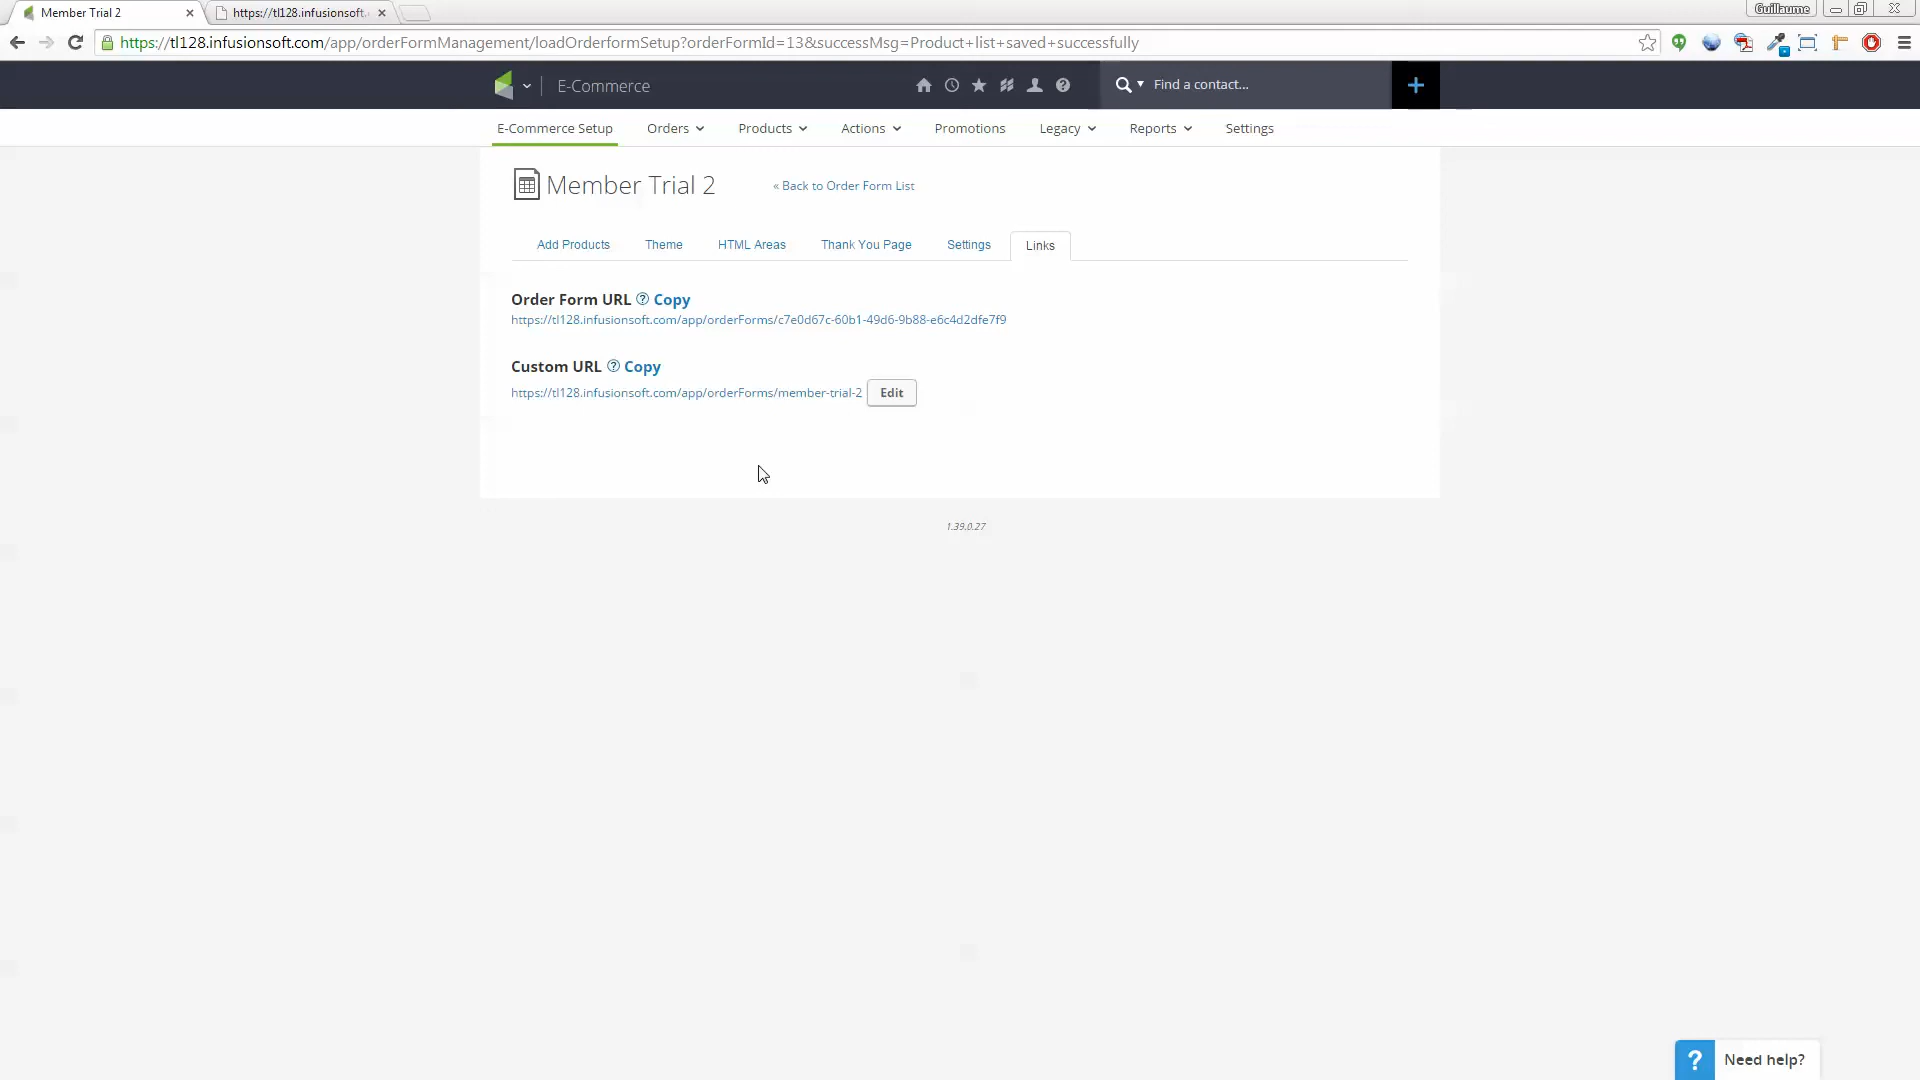 Member Trial 2
https://tl128.infusionsoft.
Guillaume
https://tl128.infusionsoft.com/app/orderFormManagement/loadOrderformSetup?orderFormId=13&successMsg=Product+list+saved+successfully
E-Commerce
Find a contact...
E-Commerce Setup
Orders
Products
Actions
Promotions
Legacy
Reports
Settings
Member Trial 2
« Back to Order Form List
Add Products
Theme
HTML Areas
Thank You Page
Settings
Links
Order Form URL ? Copy
https://tl128.infusionsoft.com/app/orderForms/c7e0d67c-60b1-49d6-9b88-e6c4d2dfe7f9
Custom URL ? Copy
https://tl128.infusionsoft.com/app/orderForms/member-trial-2 Edit
1.39.0.27
? Need help?